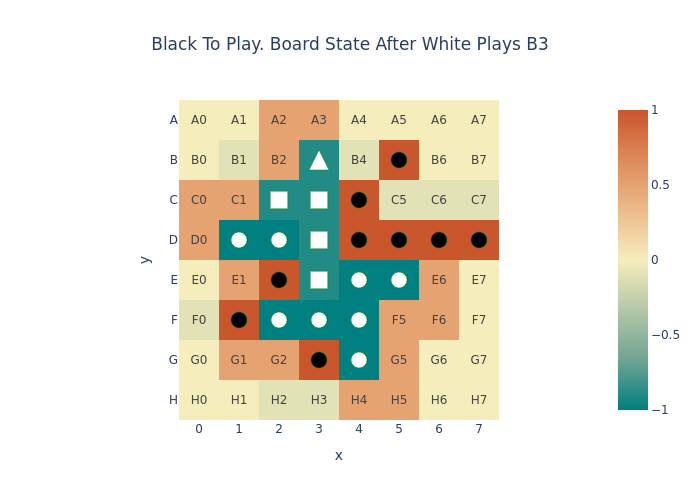 Black To Play. Board State After White Plays B3
A A0 A1 A2 A3 A4 A5 A6 A7
B B0 B1 B2 B4 B6 B7
C C0 C1 C5 C6 C7
D D0
E E0 E1 E6 E7
F F0 F5 F6 F7
G G0 G1 G2 G5 G6 G7
H H0 H1 H2 H3 H4 H5 H6 H7
0 1 2 3 4 5 6 7
x
y
1
0.5
0
−0.5
−1